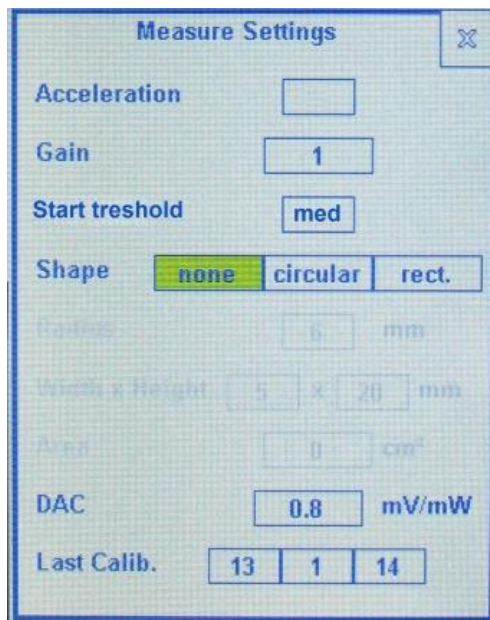 Measure Settings X
Acceleration
Gain 1
Start treshold med
Shape none circular rect.
Radius 6 mm
Width x Height 5 x 20 mm
Area 0 cm²
DAC 0.8 mV/mW
Last Calib. 13 1 14